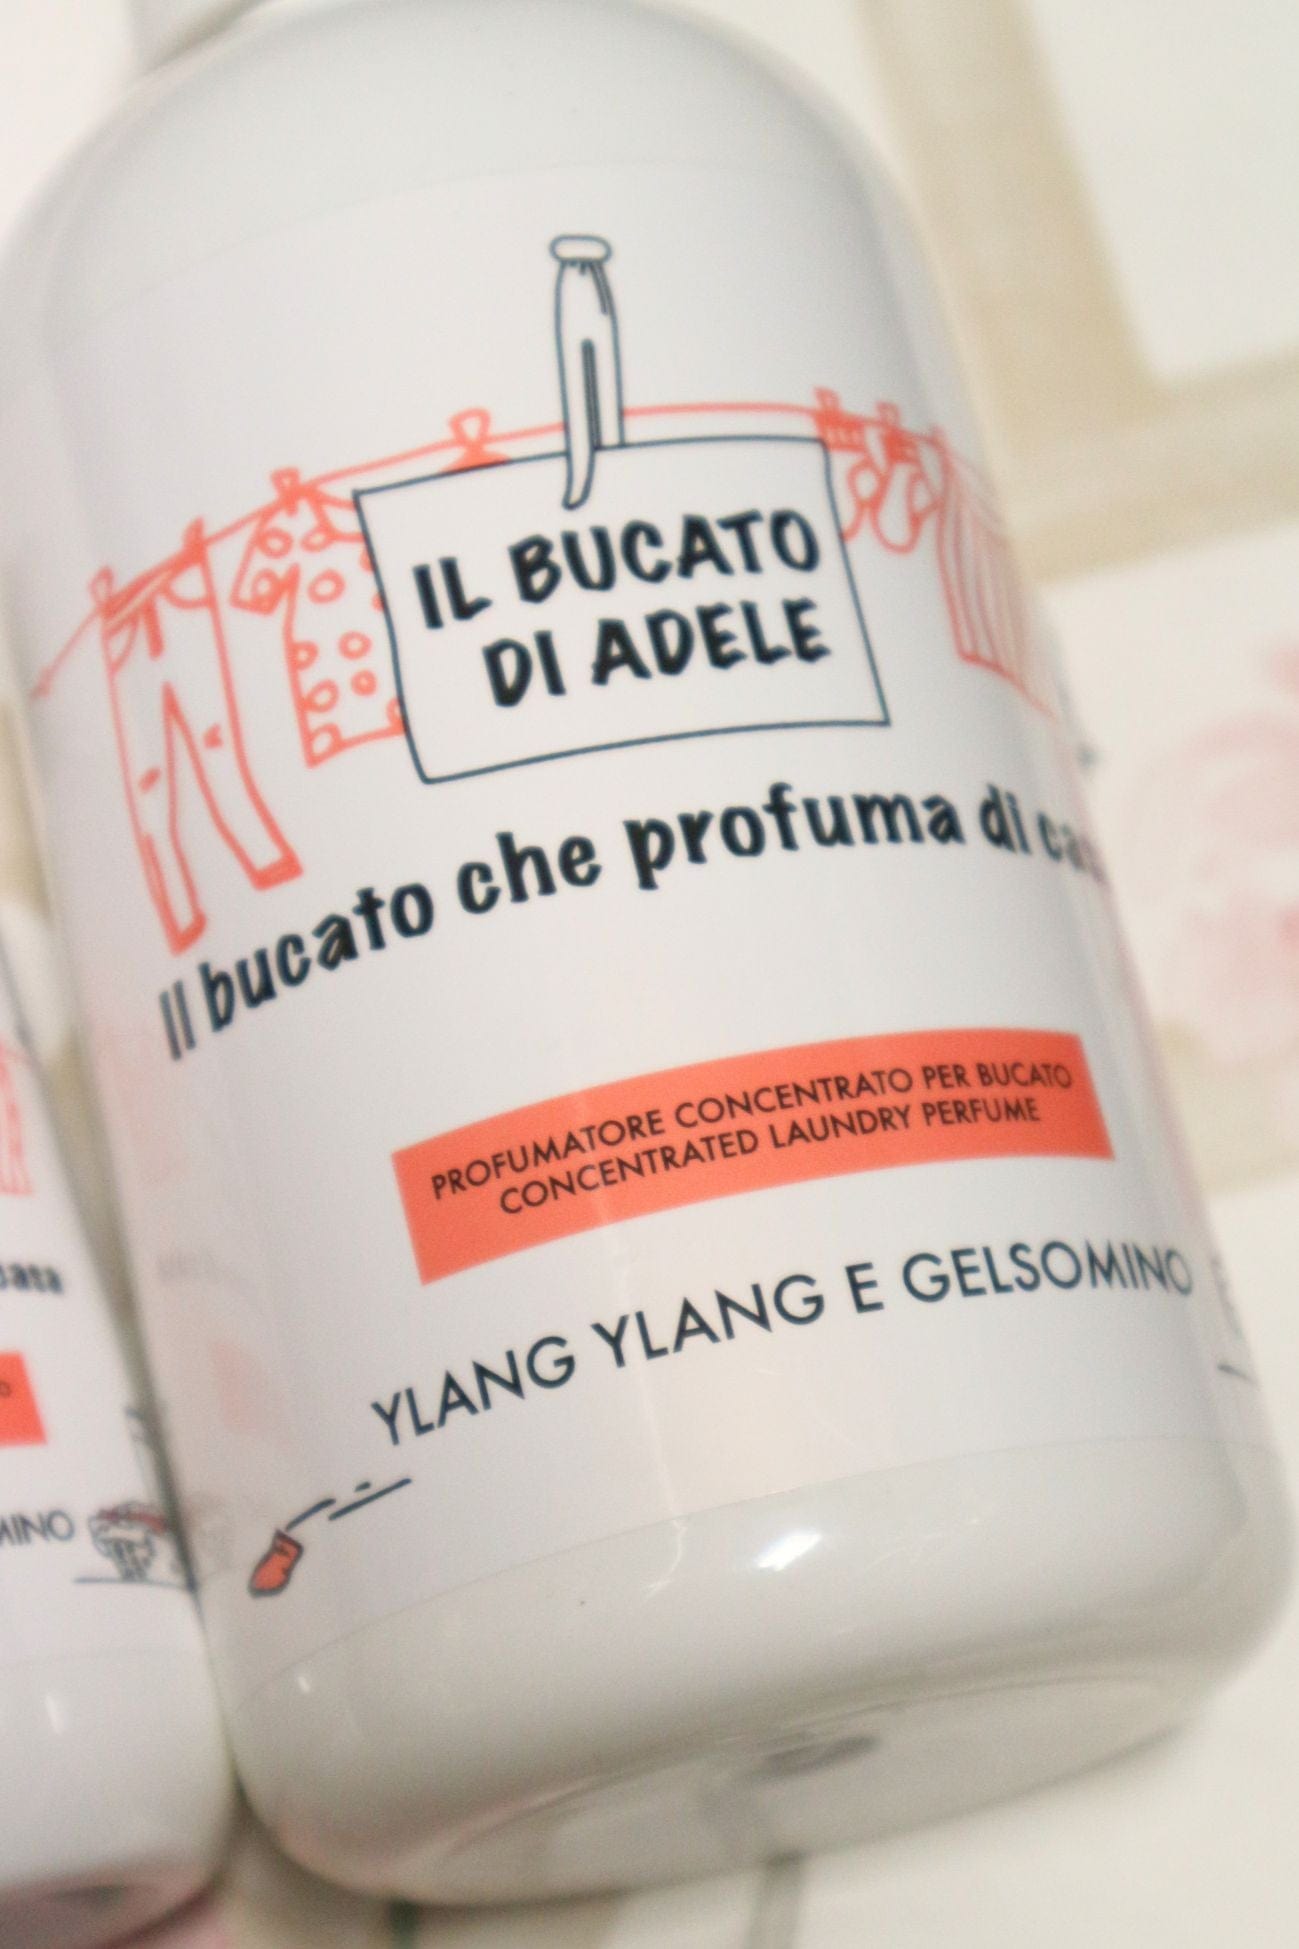 IL BUCATO
DI ADELE
Il bucato che profuma di
PROFUMATORE CONCENTRATO PER BUCATO
CONCENTRATED LAUNDRY PERFUME
YLANG YLANG E GELSOMINO